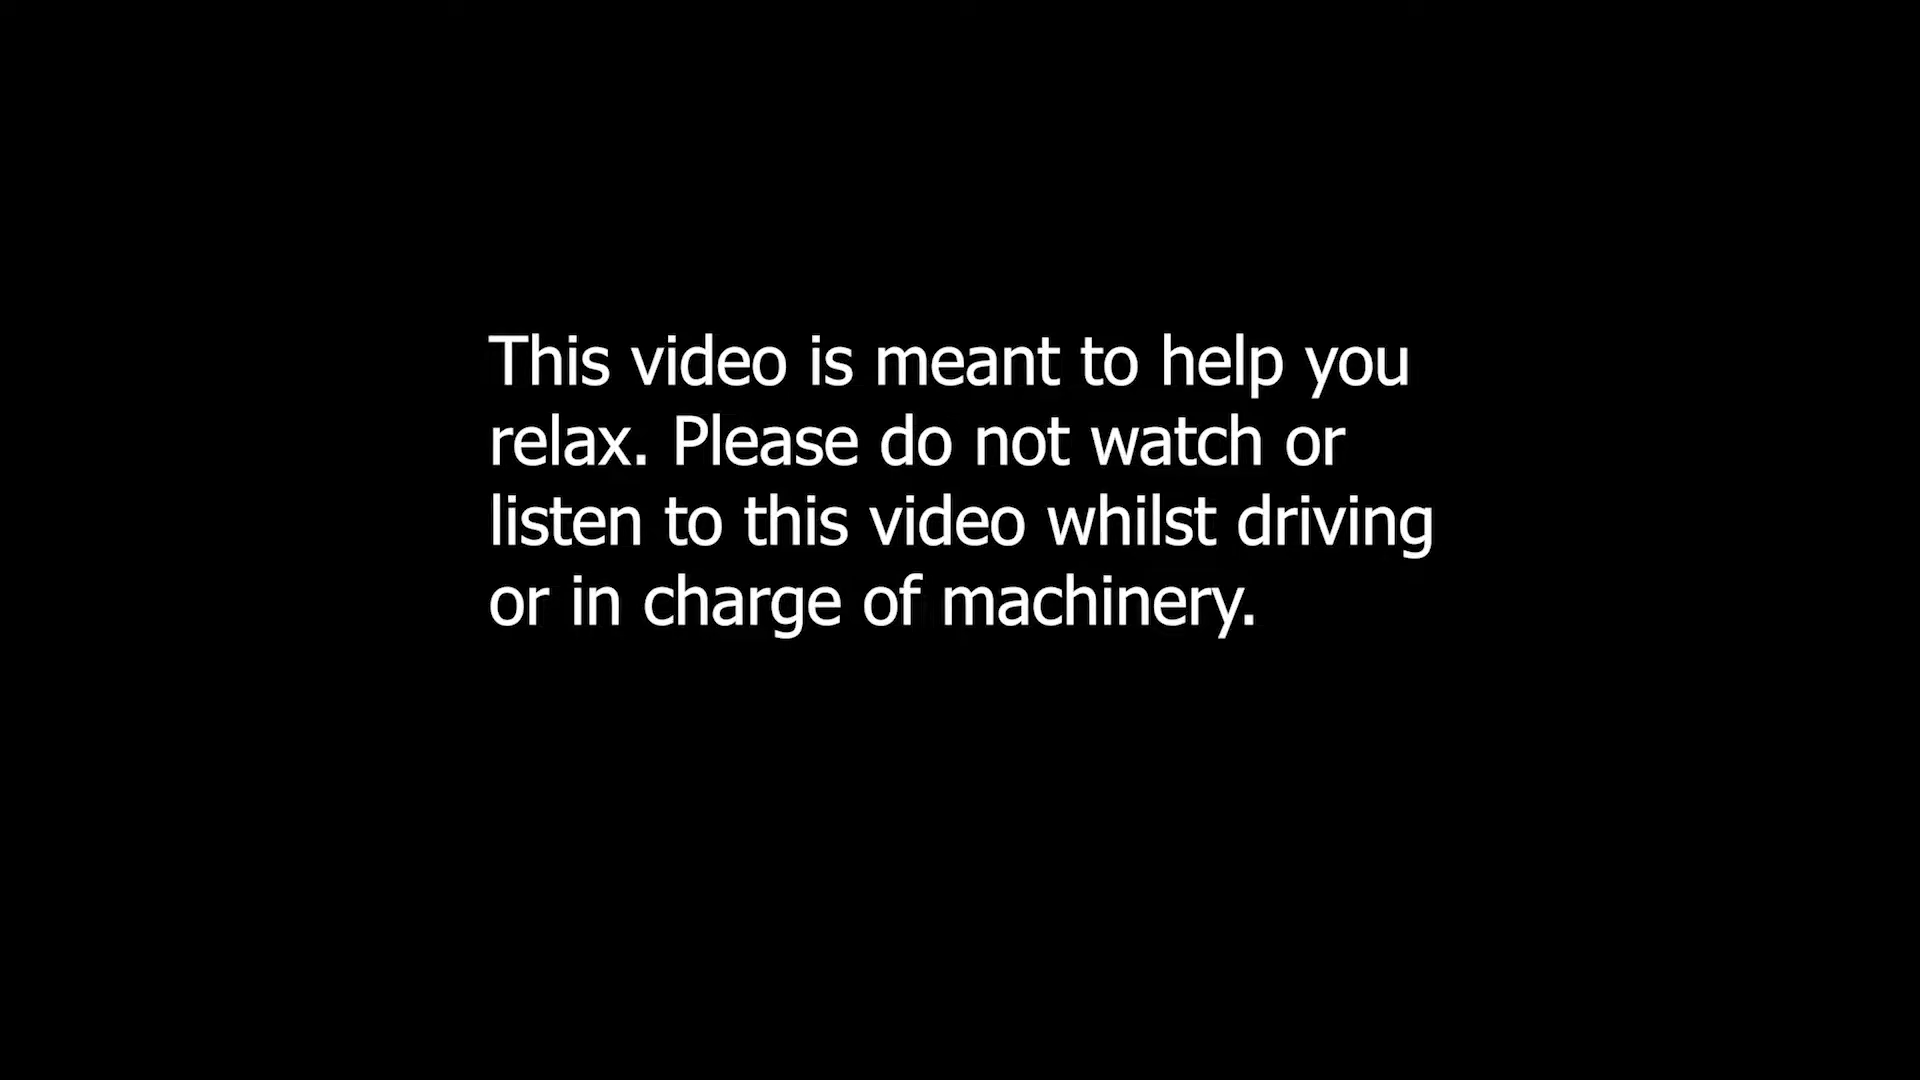 This video is meant to help you
relax. Please do not watch or
listen to this video whilst driving
or in charge of machinery.